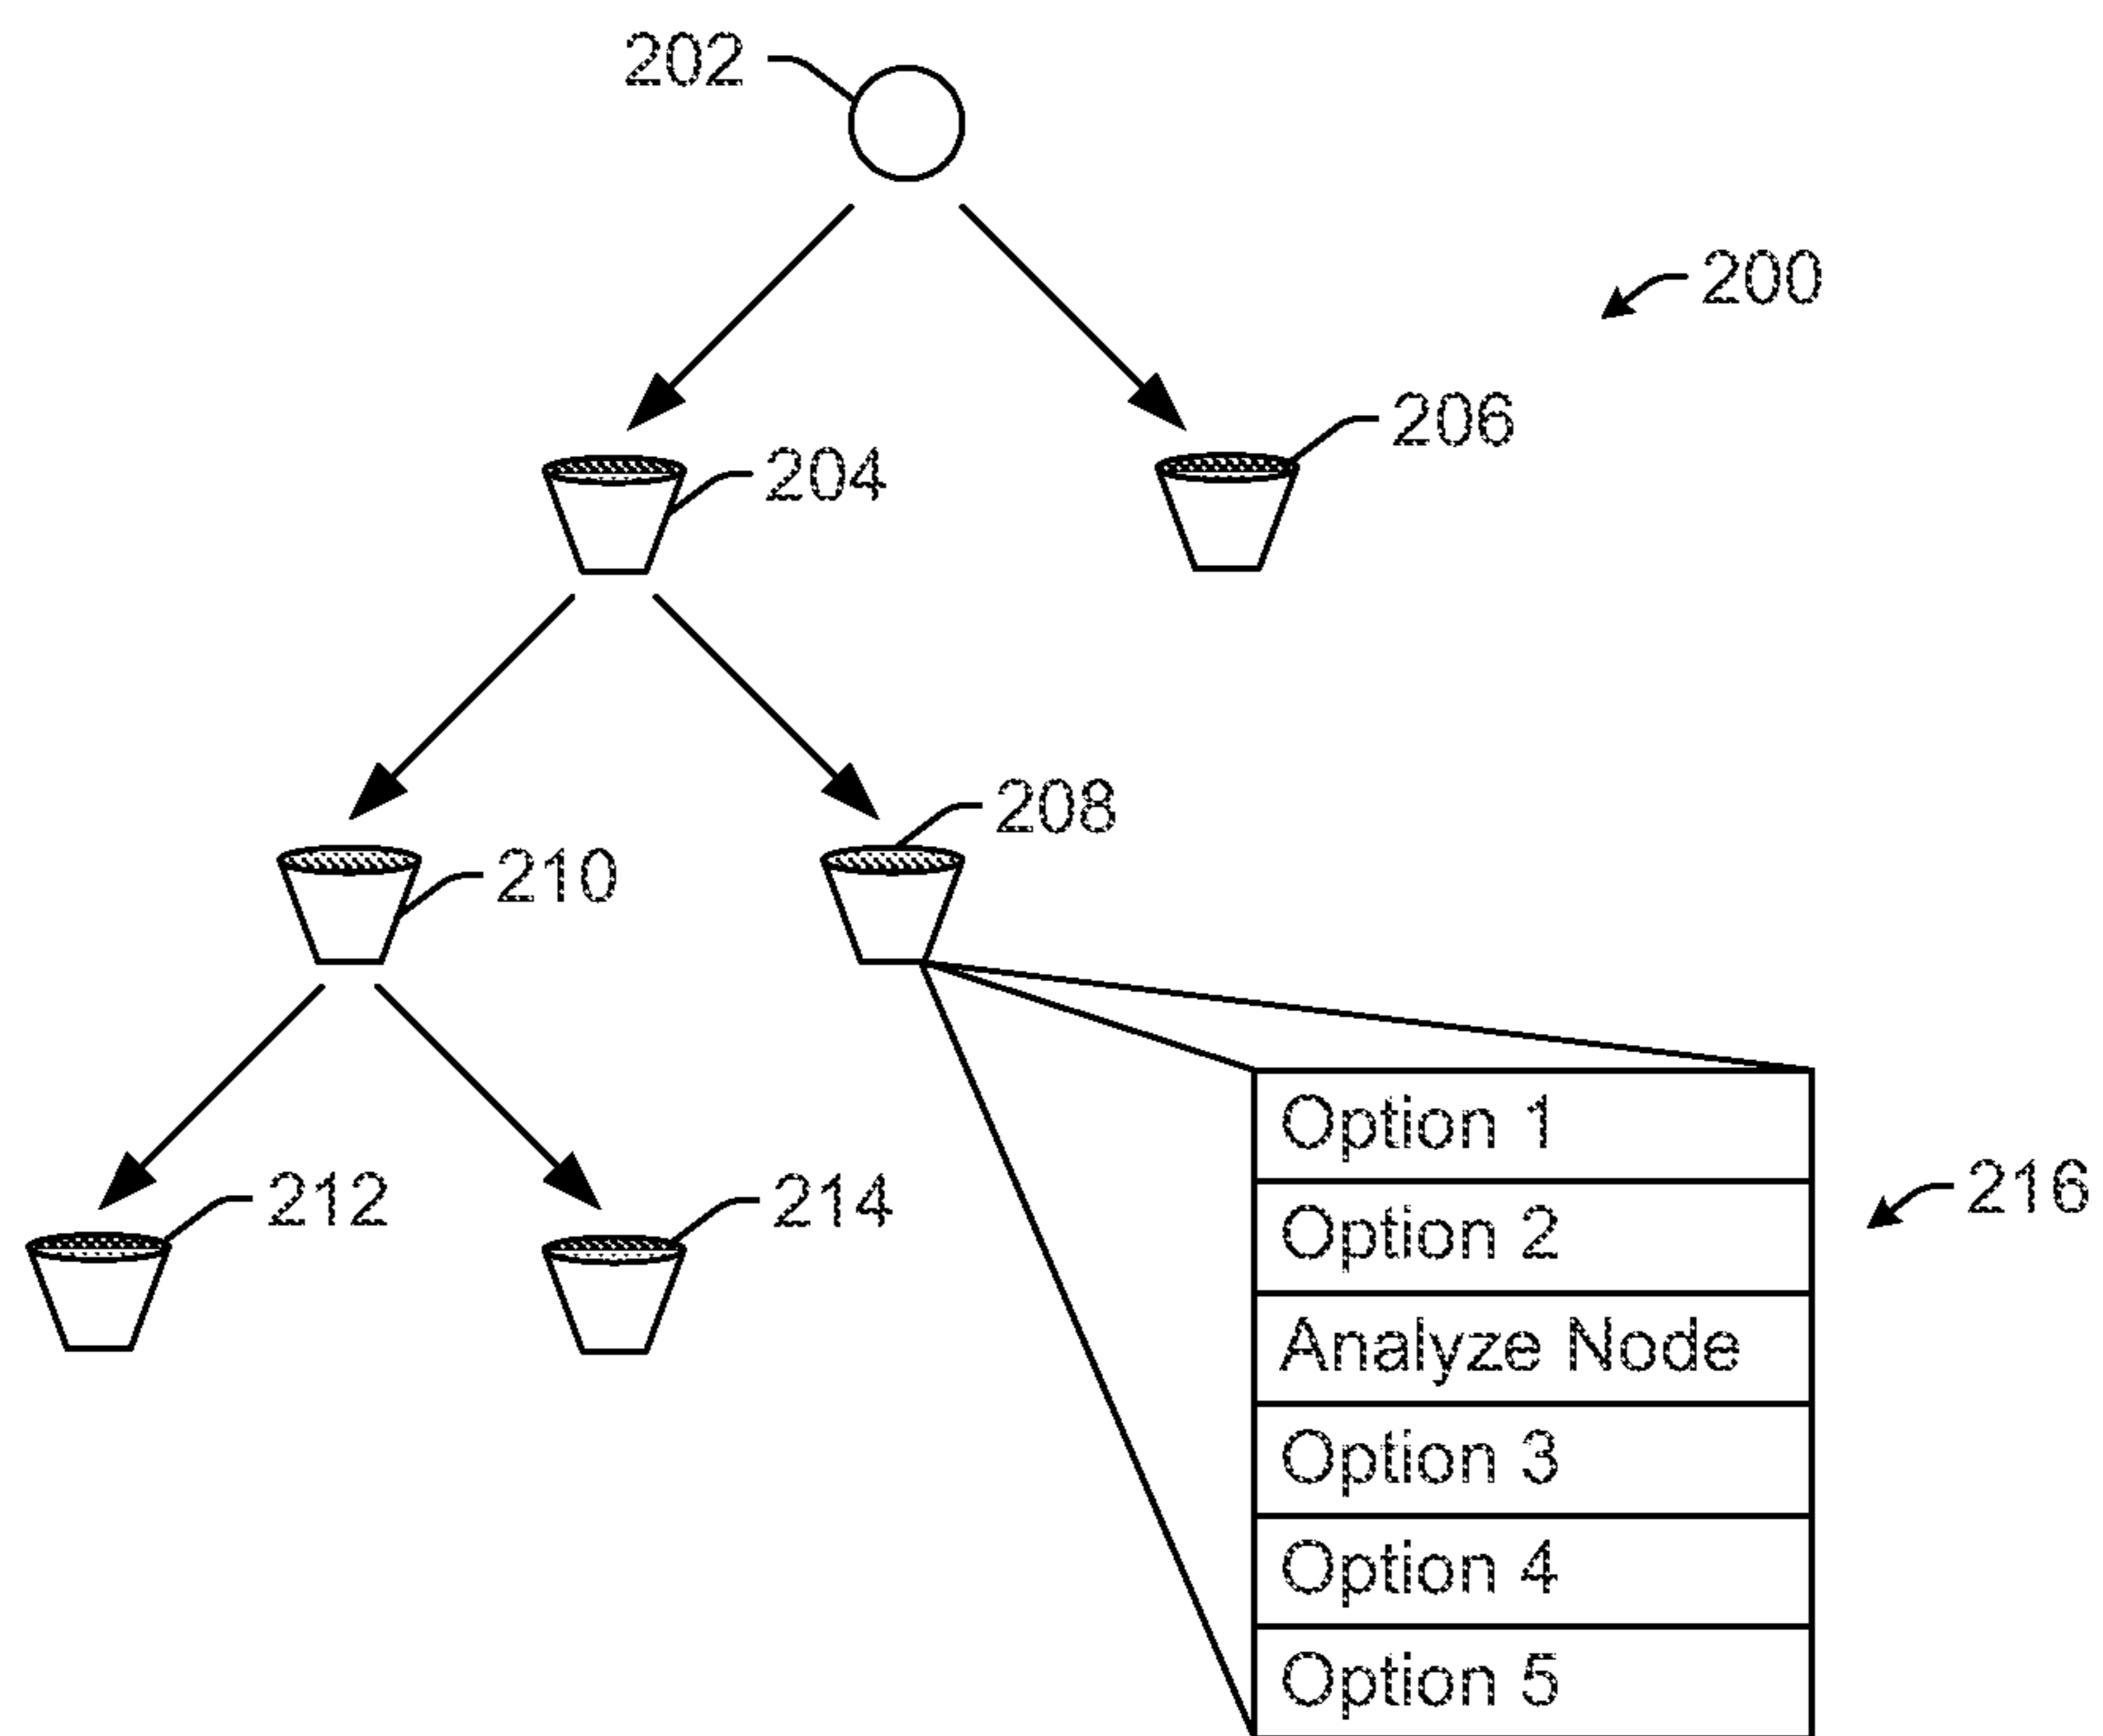 202
200
206
204
208
210
Option 1
212
214
216
Option 2
Analyze Node
Option 3
Option 4
Option 5